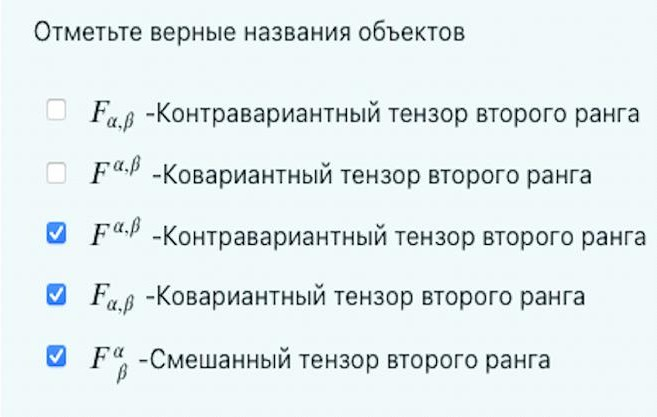 Отметьте верные названия объектов
F_{α,β} -Контравариантный тензор второго ранга
F^{α,β} -Ковариантный тензор второго ранга
F^{α,β} -Контравариантный тензор второго ранга
F_{α,β} -Ковариантный тензор второго ранга
F^{α}_{β} -Смешанный тензор второго ранга